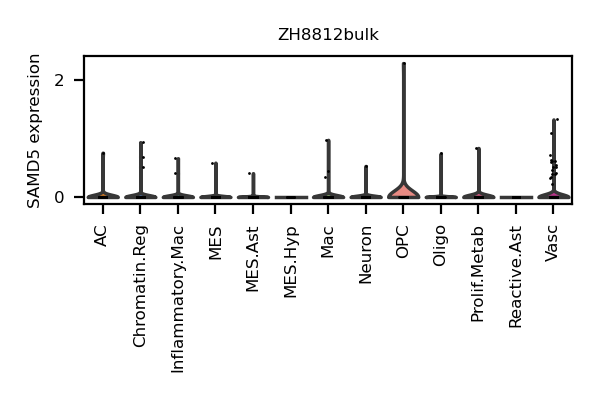 ZH8812bulk
SAMD5 expression
2
0
AC
Chromatin.Reg
Inflammatory.Mac
MES
MES.Ast
MES.Hyp
Mac
Neuron
OPC
Oligo
Prolif.Metab
Reactive.Ast
Vasc